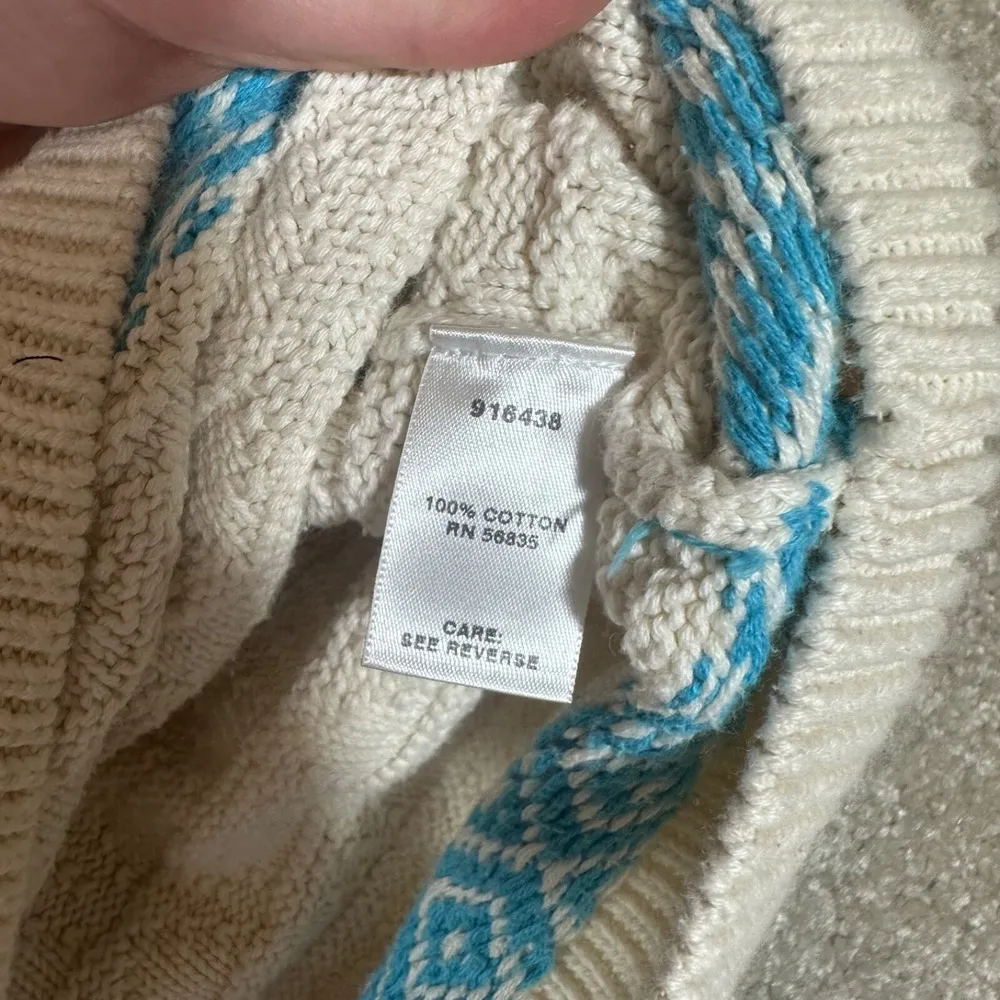 916438
100% COTTON
RN 56835
CARE:
SEE REVERSE